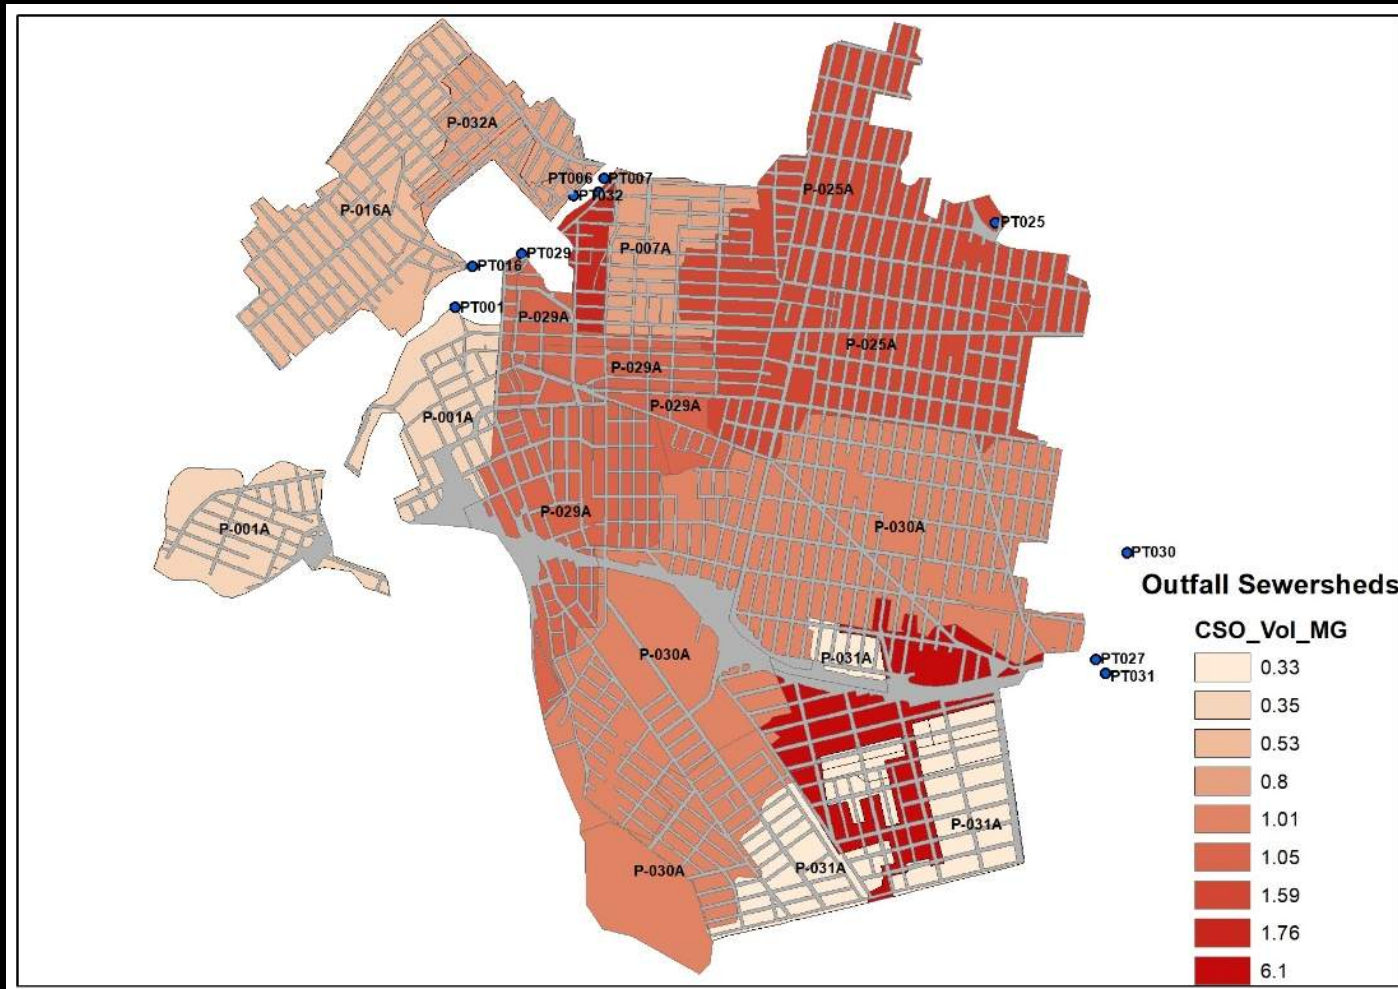 P-032A
PT006
PT007
PT032
P-025A
P-016A
PT025
P-007A
PT029
PT016
PT001
P-029A
P-025A
P-029A
P-029A
P-001A
P-029A
P-001A
P-030A
PT030
Outfall Sewersheds
CSO_Vol_MG
P-030A
P-031A
PT027
PT031
0.33
0.35
0.53
0.8
1.01
P-031A
1.05
P-030A
P-031A
1.59
1.76
6.1